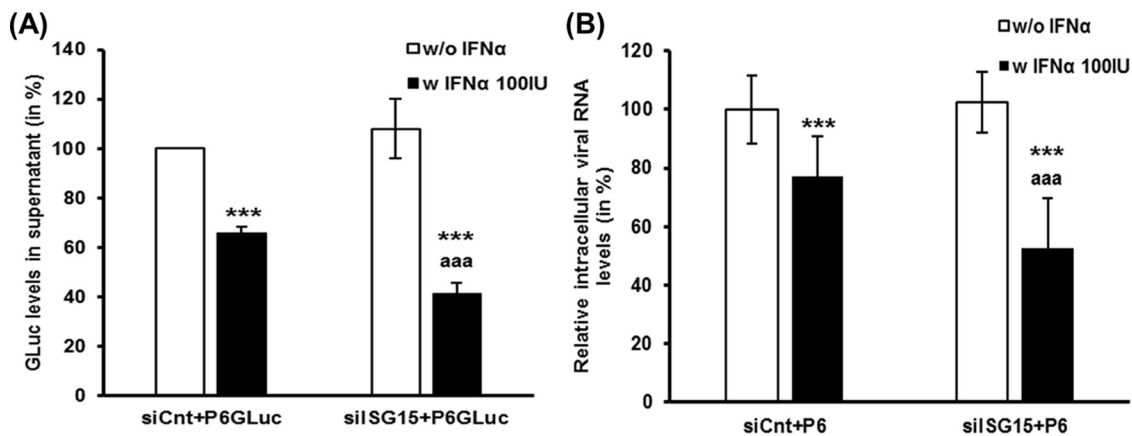 (A)
GLuc levels in supernatant (in %)
140
120
100
80
60
40
20
0
w/o IFNα
w IFNα 100IU
***
***
aaa
siCnt+P6GLuc
siISG15+P6GLuc
(B)
Relative intracellular viral RNA
levels (in %)
120
100
80
60
40
20
0
w/o IFNα
w IFNα 100IU
***
***
aaa
siCnt+P6
siISG15+P6